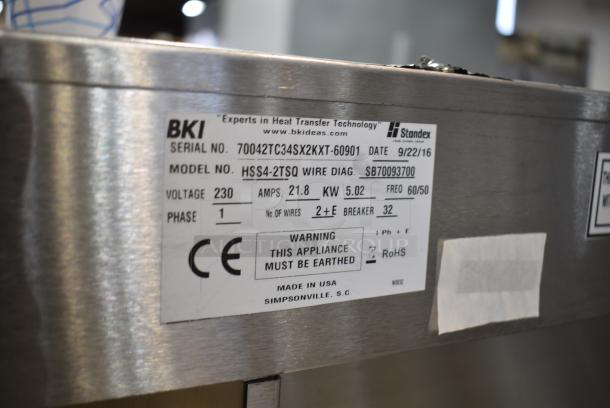 BKI "Experts in Heat Transfer Technology" Standex
www.bkideas.com
SERIAL NO. 70042TC34SX2KXT-60901 DATE 9/22/16
MODEL NO. HSS4-2TSQ WIRE DIAG. SB70093700
VOLTAGE 230 AMPS 21.8 KW 5.02 FREQ 60/50
PHASE 1 No OF WIRES 2+E BREAKER 32
1 Ph + E
WARNING
THIS APPLIANCE
MUST BE EARTHED
CE
RoHS
MADE IN USA
SIMPSONVILLE, S.C.